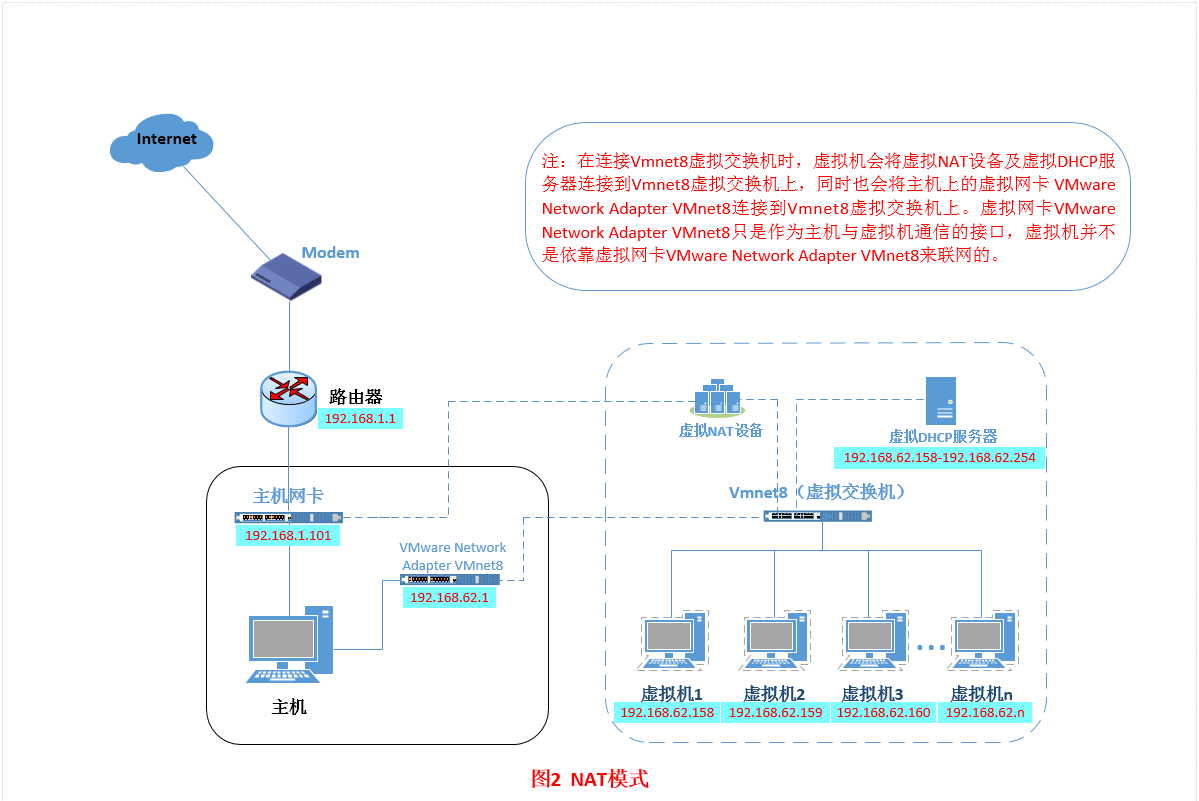 Internet
注：在连接Vmnet8虚拟交换机时，虚拟机会将虚拟NAT设备及虚拟DHCP服
务器连接到Vmnet8虚拟交换机上，同时也会将主机上的虚拟网卡 VMware
Network Adapter VMnet8连接到Vmnet8虚拟交换机上。虚拟网卡VMware
Network Adapter VMnet8只是作为主机与虚拟机通信的接口，虚拟机并不
是依靠虚拟网卡VMware Network Adapter VMnet8来联网的。
Modem
路由器
192.168.1.1
虚拟NAT设备
虚拟DHCP服务器
192.168.62.158-192.168.62.254
主机网卡
192.168.1.101
Vmnet8（虚拟交换机）
VMware Network
Adapter VMnet8
192.168.62.1
主机
虚拟机1
192.168.62.158
虚拟机2
192.168.62.159
虚拟机3
192.168.62.160
虚拟机n
192.168.62.n
图2 NAT模式